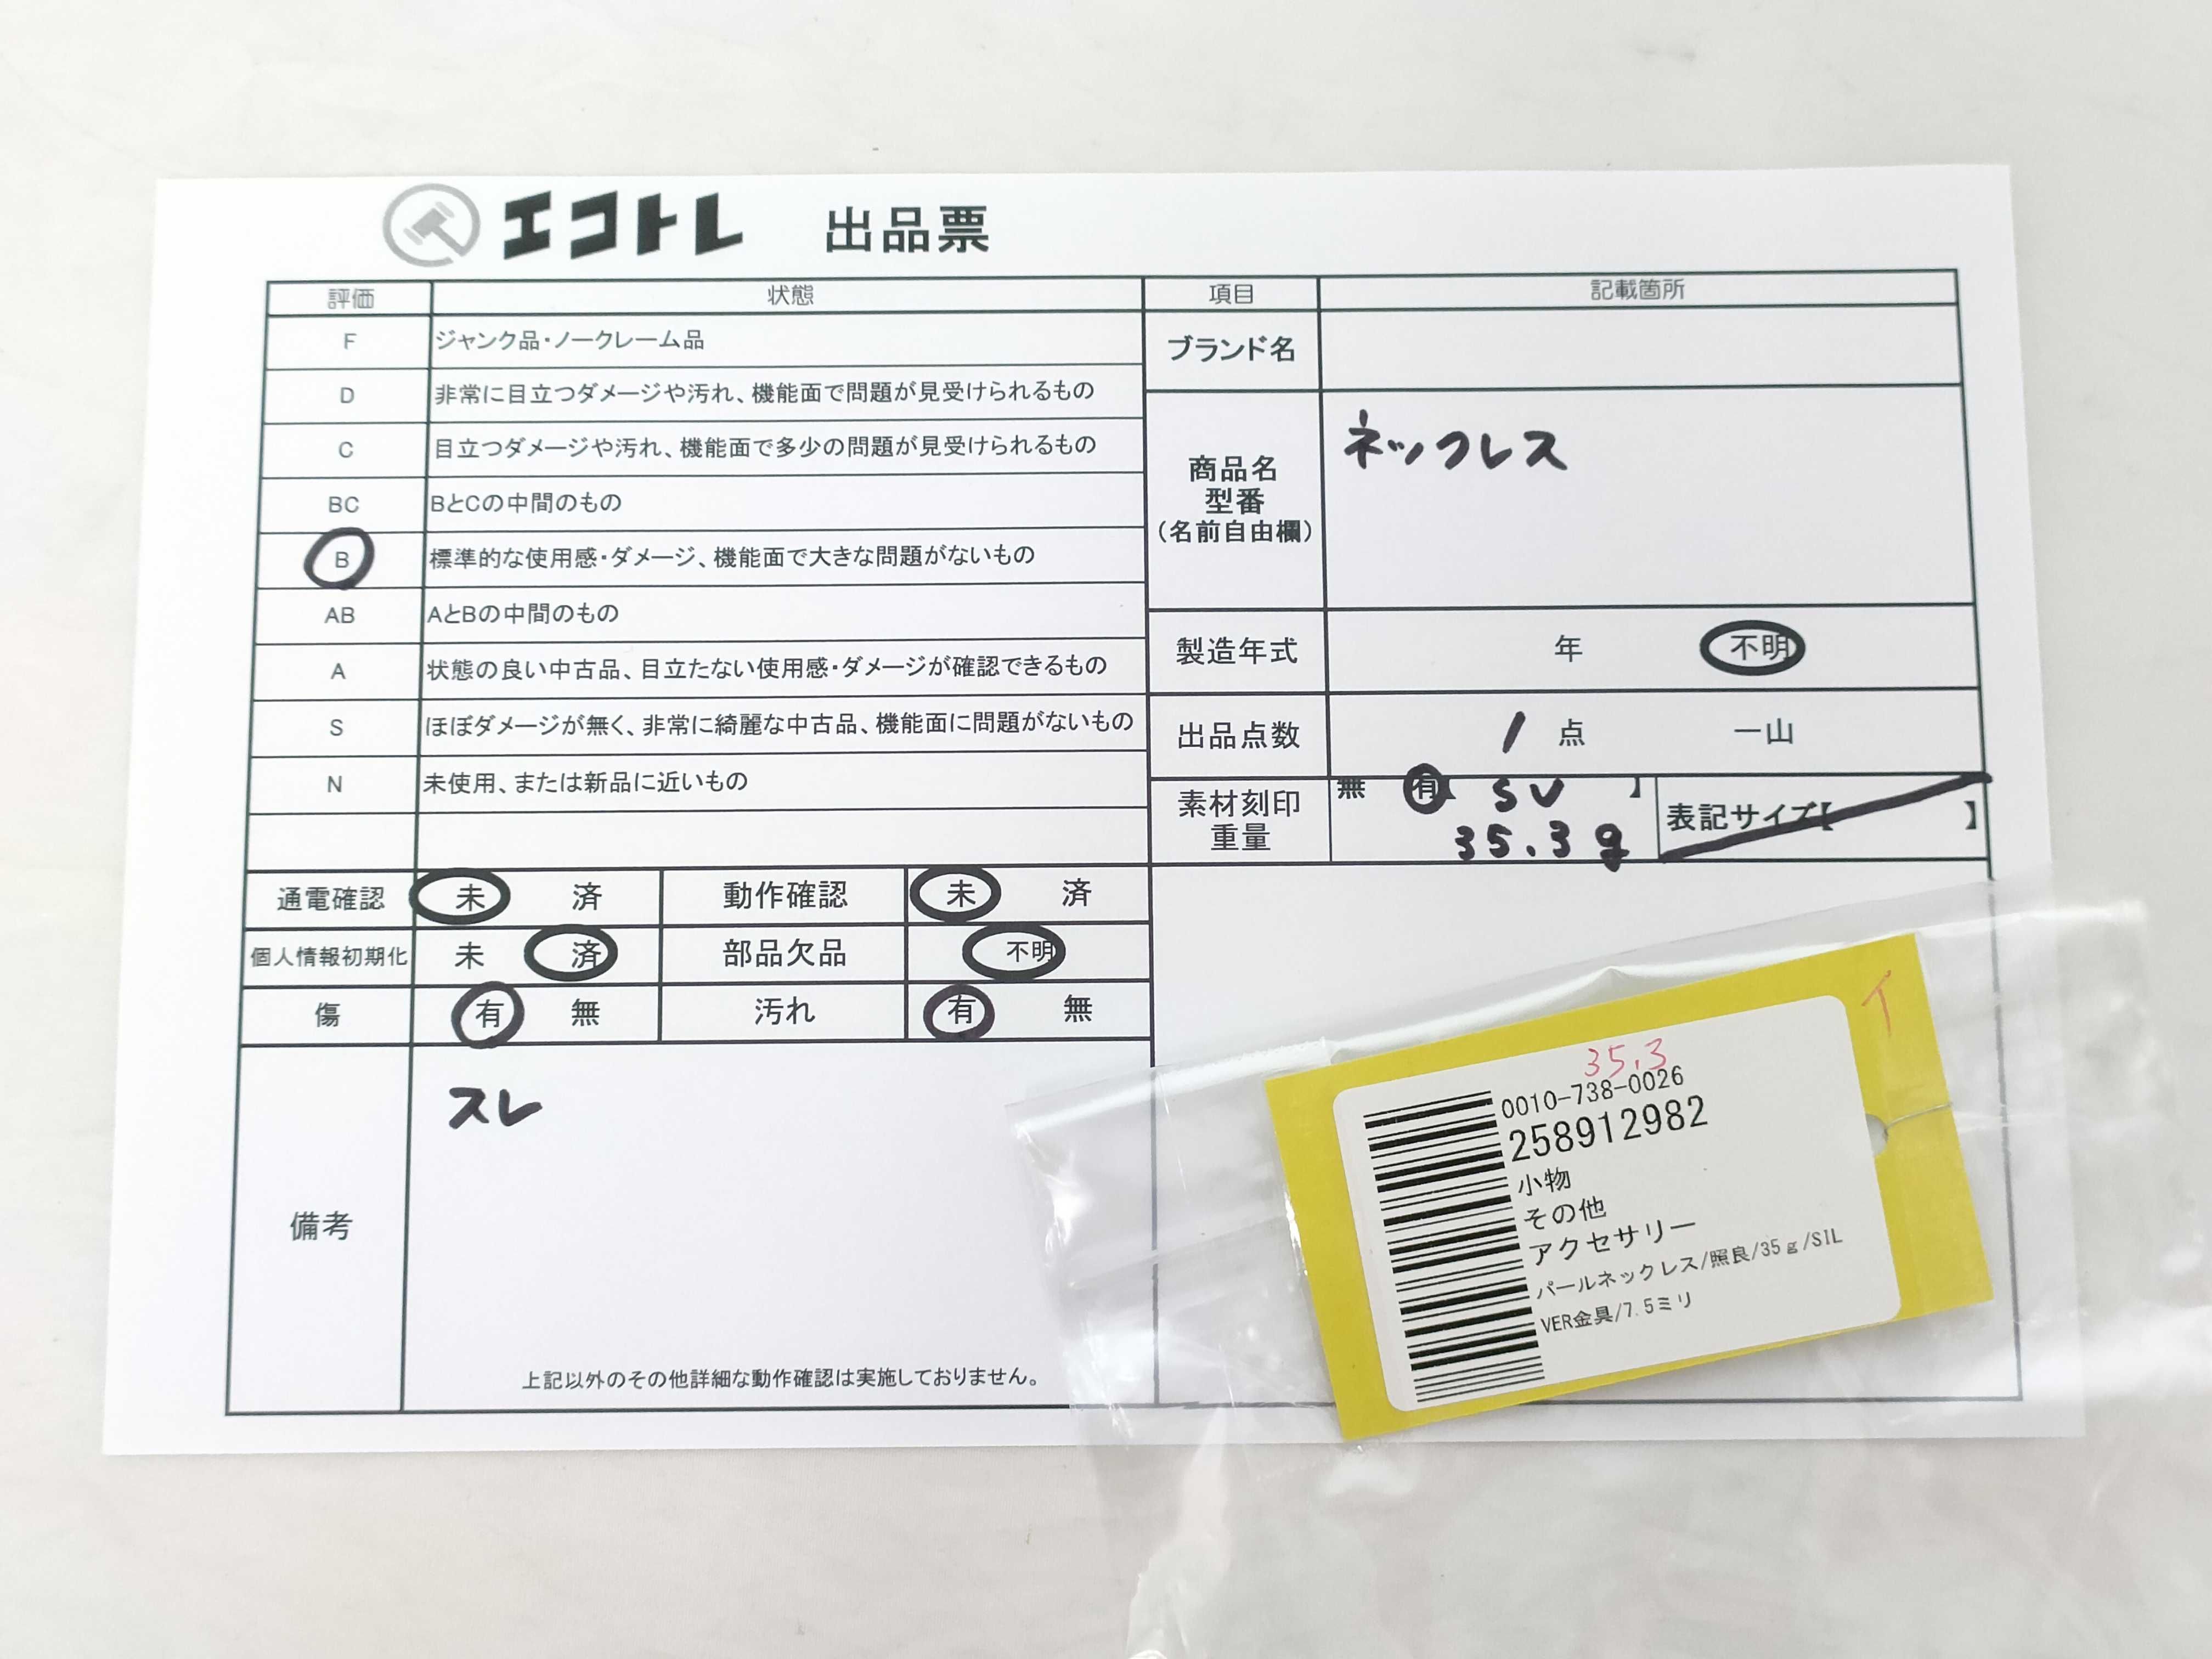 エコトレ 出品票
評価 状態 項目 記載箇所
F ジャンク品・ノークレーム品
D 非常に目立つダメージや汚れ、機能面で問題が見受けられるもの
C 目立つダメージや汚れ、機能面で多少の問題が見受けられるもの
BC BとCの中間のもの
B 標準的な使用感・ダメージ、機能面で大きな問題がないもの
AB AとBの中間のもの
A 状態の良い中古品、目立たない使用感・ダメージが確認できるもの
S ほぼダメージが無く、非常に綺麗な中古品、機能面に問題がないもの
N 未使用、または新品に近いもの
ブランド名
商品名
型番
(名前自由欄)
ネックレス
製造年式 年 不明
出品点数 1 点 一山
素材刻印
重量
無 有【 SV 】
35.3g
表記サイズ【 】
通電確認 未 済 動作確認 未 済
個人情報初期化 未 済 部品欠品 不明
傷 有 無 汚れ 有 無
備考
スレ
上記以外のその他詳細な動作確認は実施しておりません。
T
35.3
0010-738-0026
258912982
小物
その他
アクセサリー
パールネックレス/照良/35g/SIL
VER金具/7.5ミリ